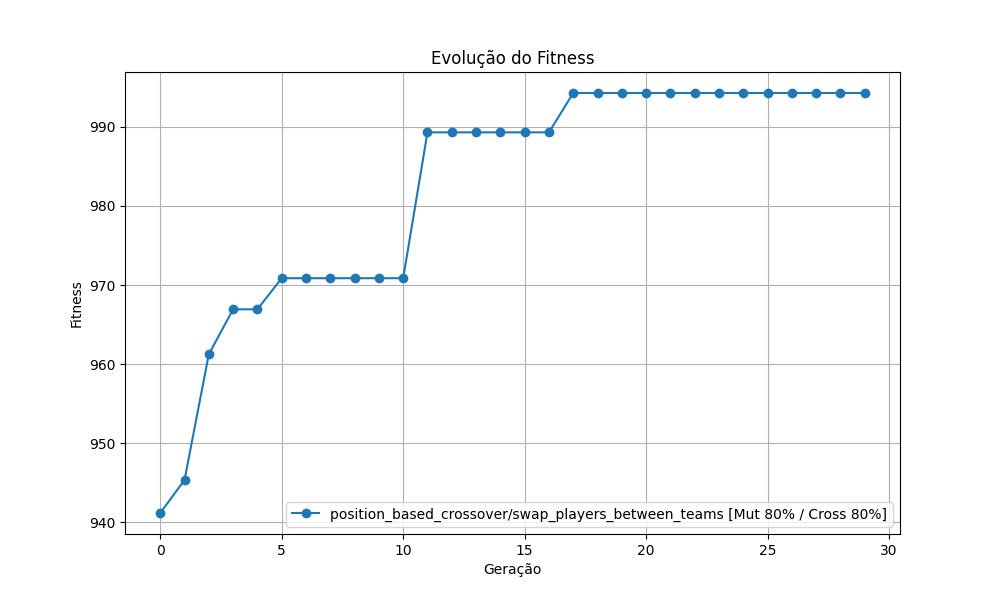 Evolução do Fitness
Fitness
990
980
970
960
950
940
position_based_crossover/swap_players_between_teams [Mut 80% / Cross 80%]
0 5 10 15 20 25 30
Geração